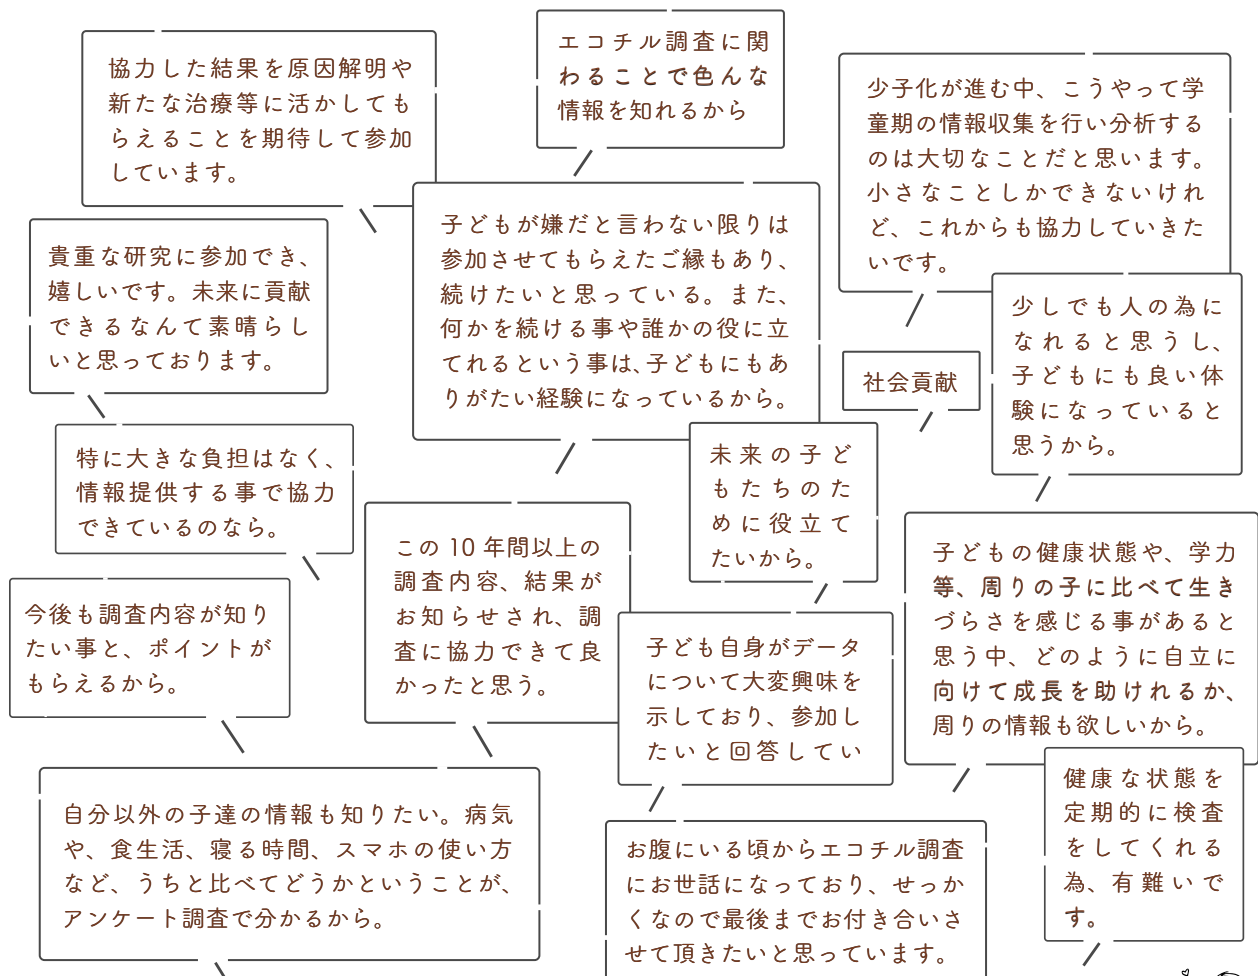 協力した結果を原因解明や
新たな治療等に活かしても
らえることを期待して参加
しています。
エコチル調査に関
わることで色んな
情報を知れるから
少子化が進む中、こうやって学
童期の情報収集を行い分析する
のは大切なことだと思います。
小さなことしかできないけれ
ど、これからも協力していきた
いです。
貴重な研究に参加でき、
嬉しいです。未来に貢献
できるなんて素晴らし
いと思っております。
子どもが嫌だと言わない限りは
参加させてもらえたご縁もあり、
続けたいと思っている。また、
何かを続ける事や誰かの役に立
てれるという事は、子どもにもあ
りがたい経験になっているから。
社会貢献
少しでも人の為に
なれると思うし、
子どもにも良い体
験になっていると
思うから。
特に大きな負担はなく、
情報提供する事で協力
できているのなら。
未来の子ど
もたちのた
めに役立て
たいから。
この 10 年間以上の
調査内容、結果が
お知らせされ、調
査に協力できて良
かったと思う。
子どもの健康状態や、学力
等、周りの子に比べて生き
づらさを感じる事があると
思う中、どのように自立に
向けて成長を助けれるか、
周りの情報も欲しいから。
今後も調査内容が知り
たい事と、ポイントが
もらえるから。
子ども自身がデータ
について大変興味を
示しており、参加し
たいと回答してい
自分以外の子達の情報も知りたい。病気
や、食生活、寝る時間、スマホの使い方
など、うちと比べてどうかということが、
アンケート調査で分かるから。
お腹にいる頃からエコチル調査
にお世話になっており、せっか
くなので最後までお付き合いさ
せて頂きたいと思っています。
健康な状態を
定期的に検査
をしてくれる
為、有難いで
す。